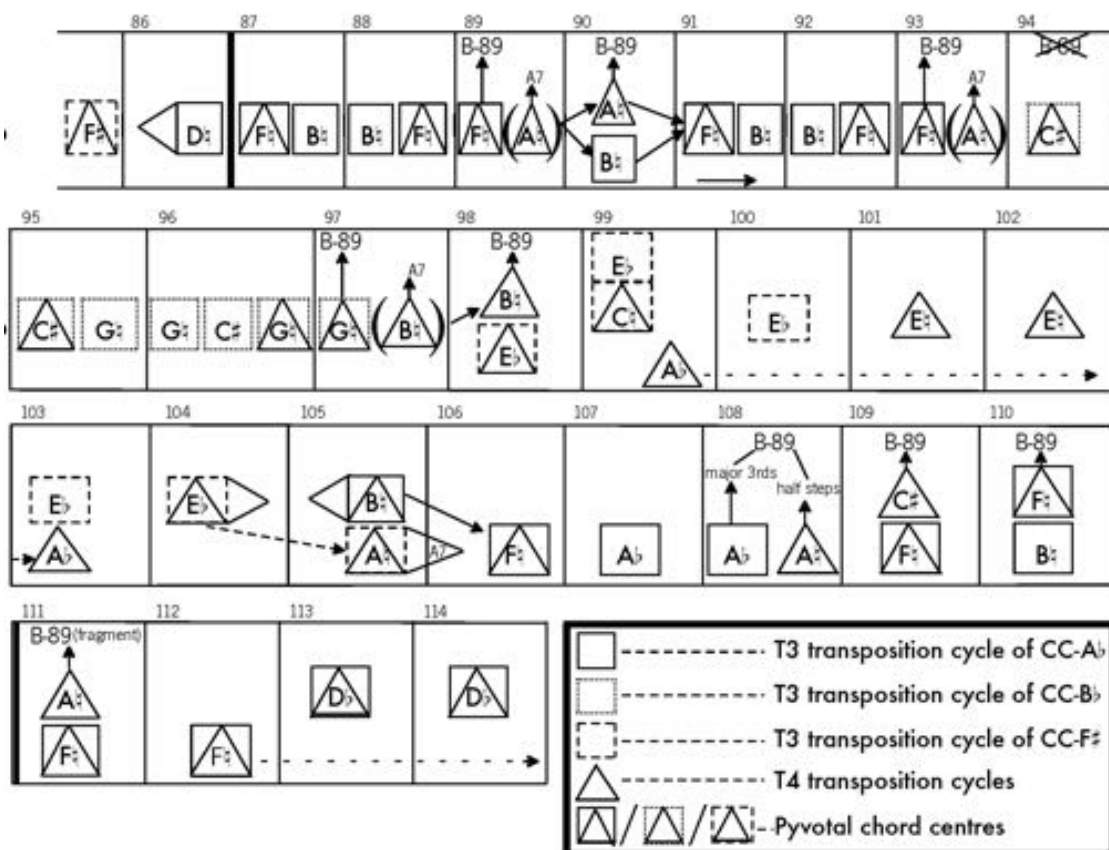 86 87 88 89 90 91 92 93 94
B-89 B-89 B-89 B-89
A7 A7
F♯ D♮ F♮ B♮ B♮ F♮ F♮ (A♮) A♮ F♮ B♮ B♮ F♮ F♮ (A♮) C♯
B♮
95 96 97 98 99 100 101 102
B-89 B-89
A7
E♭
C♯ G♮ G♮ C♯ G♮ G♮ (B♮) B♮ C♮ E♭ E♮ E♮
E♭ A♭
103 104 105 106 107 108 109 110
B-89 B-89 B-89
major 3rds half steps
E♭ E♭ B♮ C♯ F♮
A♭ A♮ A7 F♮ A♭ A♭ A♮ F♮ B♮
111 112 113 114
B-89 (fragment)
A♮ D♭ D♭
F♮ F♮
T3 transposition cycle of CC-A♭
T3 transposition cycle of CC-B♭
T3 transposition cycle of CC-F♯
T4 transposition cycles
/ / Pyvotal chord centres